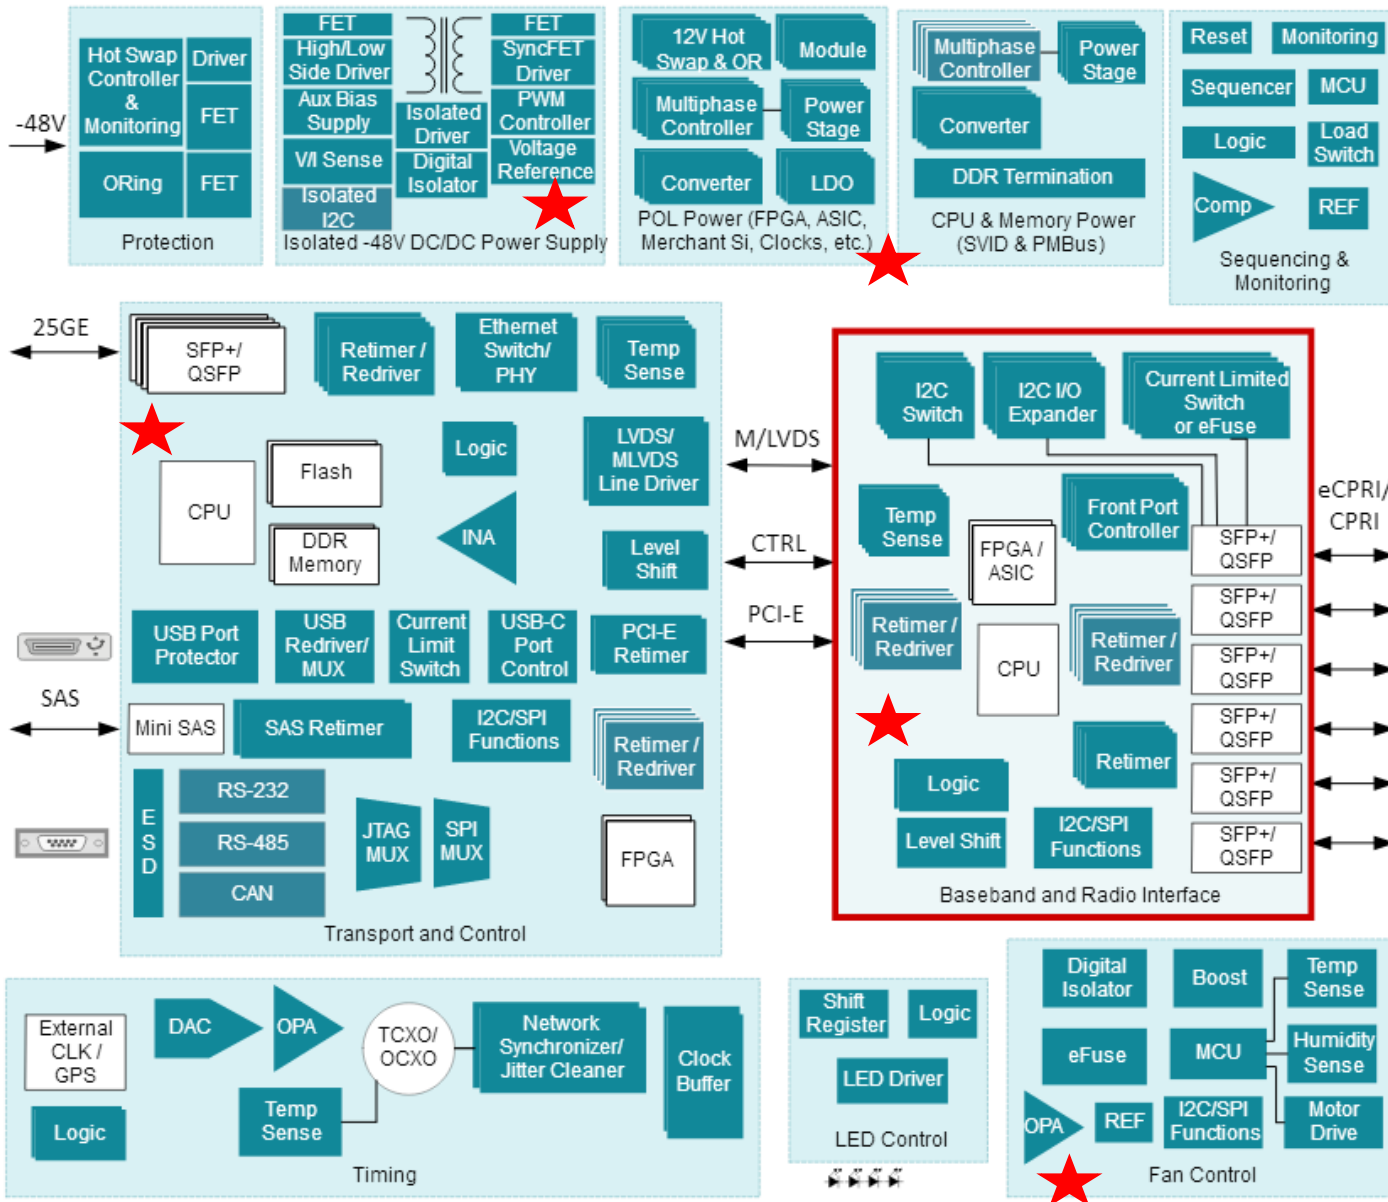 -48V
Hot Swap
Controller
&
Monitoring
Driver
FET
ORing
FET
Protection
FET
High/Low
Side Driver
Aux Bias
Supply
V/I Sense
Isolated
I2C
Isolated
Driver
Digital
Isolator
FET
SyncFET
Driver
PWM
Controller
Voltage
Reference
Isolated -48V DC/DC Power Supply
12V Hot
Swap & OR
Module
Multiphase
Controller
Power
Stage
Converter
LDO
POL Power (FPGA, ASIC,
Merchant Si, Clocks, etc.)
Multiphase
Controller
Power
Stage
Converter
DDR Termination
CPU & Memory Power
(SVID & PMBus)
Reset
Monitoring
Sequencer
MCU
Logic
Load
Switch
Comp
REF
Sequencing &
Monitoring
25GE
SFP+/
QSFP
Retimer /
Redriver
Ethernet
Switch/
PHY
Temp
Sense
CPU
Flash
DDR
Memory
Logic
INA
LVDS/
MLVDS
Line Driver
Level
Shift
USB Port
Protector
USB
Redriver/
MUX
Current
Limit
Switch
USB-C
Port
Control
PCI-E
Retimer
SAS
Mini SAS
SAS Retimer
I2C/SPI
Functions
Retimer /
Redriver
E
S
D
RS-232
RS-485
CAN
JTAG
MUX
SPI
MUX
FPGA
Transport and Control
M/LVDS
CTRL
PCI-E
I2C
Switch
I2C I/O
Expander
Current Limited
Switch
or eFuse
Temp
Sense
FPGA /
ASIC
Front Port
Controller
Retimer /
Redriver
CPU
Retimer /
Redriver
Retimer
Logic
Level Shift
I2C/SPI
Functions
SFP+/
QSFP
SFP+/
QSFP
SFP+/
QSFP
SFP+/
QSFP
SFP+/
QSFP
SFP+/
QSFP
Baseband and Radio Interface
eCPRI/
CPRI
External
CLK /
GPS
Logic
DAC
OPA
Temp
Sense
TCXO/
OCXO
Network
Synchronizer/
Jitter Cleaner
Clock
Buffer
Timing
Shift
Register
Logic
LED Driver
LED Control
Digital
Isolator
Boost
Temp
Sense
eFuse
MCU
Humidity
Sense
OPA
REF
I2C/SPI
Functions
Motor
Drive
Fan Control